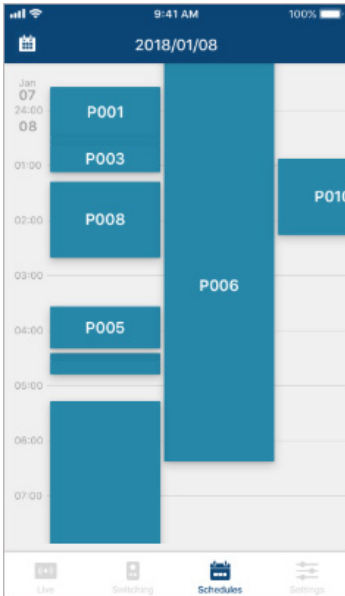 9:41 AM
100%
2018/01/08
Jan
07
24:00
08
01:00
02:00
03:00
04:00
05:00
06:00
07:00
P001
P003
P008
P005
P006
P010
Live
Switching
Schedules
Settings